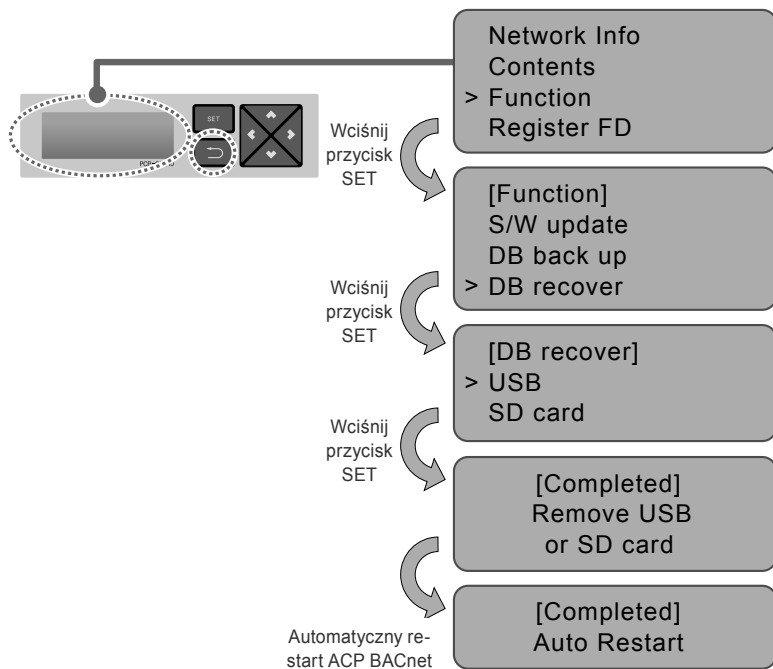 Network Info
Contents
> Function
Register FD
SET
Wciśnij
przycisk
SET
[Function]
S/W update
DB back up
> DB recover
Wciśnij
przycisk
SET
[DB recover]
> USB
SD card
Wciśnij
przycisk
SET
[Completed]
Remove USB
or SD card
Automatyczny re-
start ACP BACnet
[Completed]
Auto Restart